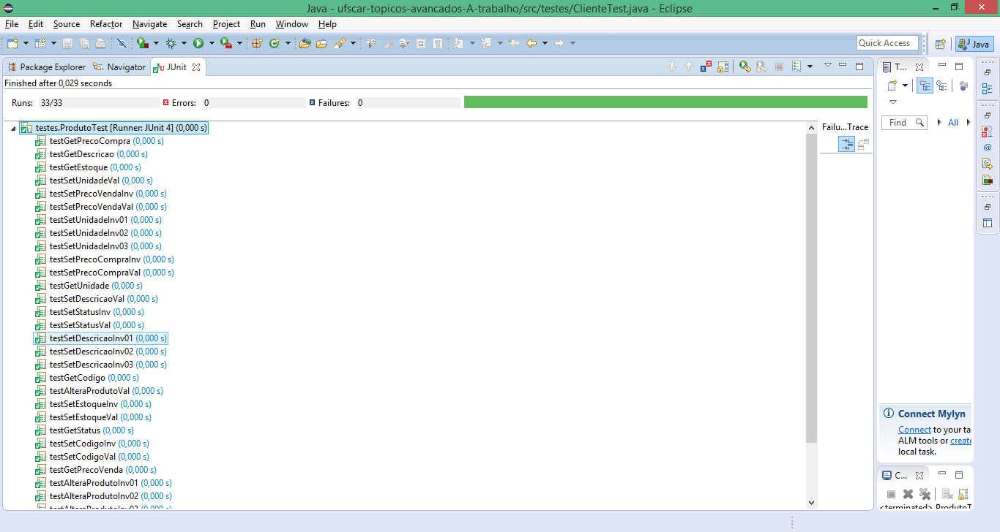 Java - ufscar-topicos-avancados-A-trabalho/src/testes/ClienteTest.java - Eclipse
File Edit Source Refactor Navigate Search Project Run Window Help
Quick Access
Java
Package Explorer Navigator JUnit
T...
Finished after 0,029 seconds
Runs: 33/33 Errors: 0 Failures: 0
Find All
testes.ProdutoTest [Runner: JUnit 4] (0,000 s)
Failu...Trace
testGetPrecoCompra (0,000 s)
testGetDescricao (0,000 s)
testGetEstoque (0,000 s)
testSetUnidadeVal (0,000 s)
testSetPrecoVendaInv (0,000 s)
testSetPrecoVendaVal (0,000 s)
testSetUnidadeInv01 (0,000 s)
testSetUnidadeInv02 (0,000 s)
testSetUnidadeInv03 (0,000 s)
testSetPrecoCompraInv (0,000 s)
testSetPrecoCompraVal (0,000 s)
testGetUnidade (0,000 s)
testSetDescricaoVal (0,000 s)
testSetStatusInv (0,000 s)
testSetStatusVal (0,000 s)
testSetDescricaoInv01 (0,000 s)
testSetDescricaoInv02 (0,000 s)
testSetDescricaoInv03 (0,000 s)
testGetCodigo (0,000 s)
testAlteraProdutoVal (0,000 s)
testSetEstoqueInv (0,000 s)
testSetEstoqueVal (0,000 s)
testGetStatus (0,000 s)
testSetCodigoInv (0,000 s)
testSetCodigoVal (0,000 s)
testGetPrecoVenda (0,000 s)
testAlteraProdutoInv01 (0,000 s)
testAlteraProdutoInv02 (0,000 s)
testAlteraProdutoInv03 (0,000 s)
Connect Mylyn
Connect to your ta
ALM tools or create
local task.
C...
<terminated> ProdutoT